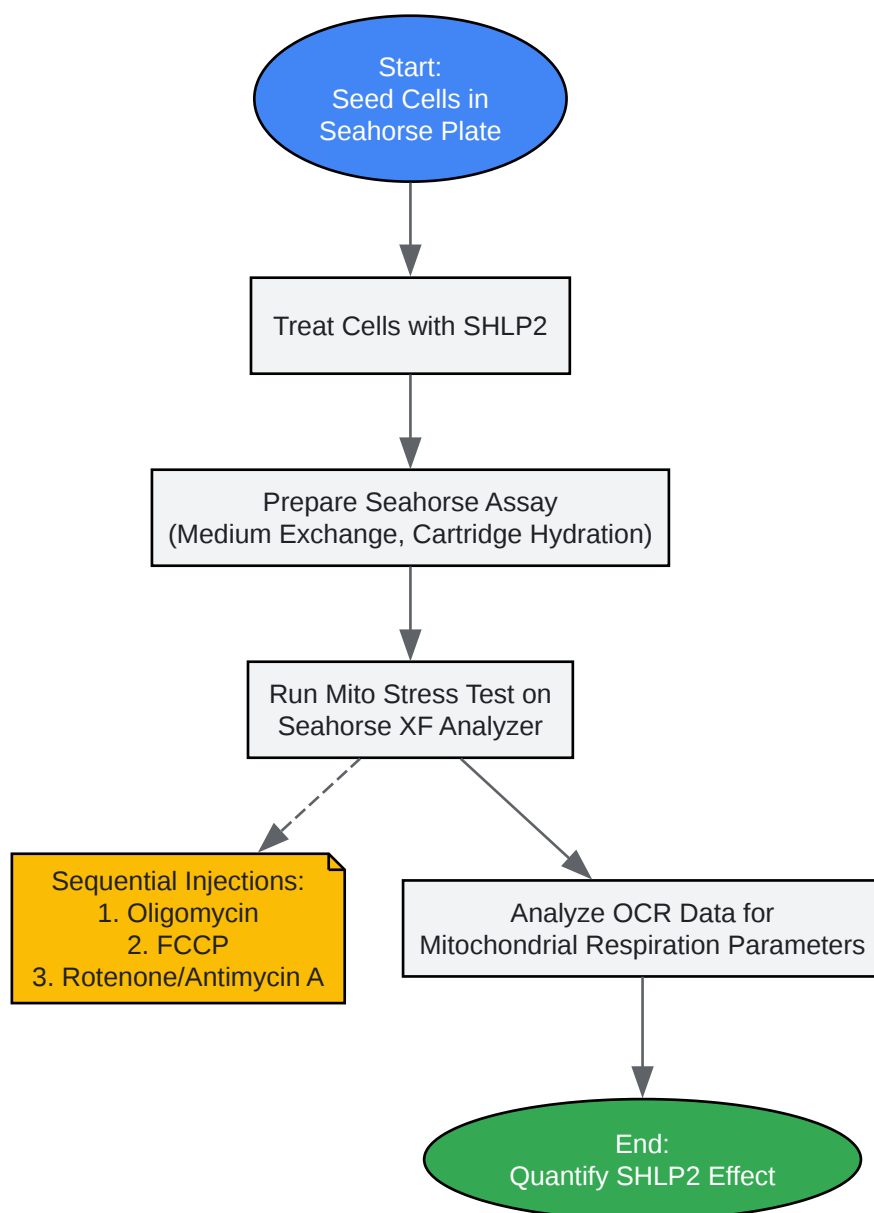 Start:
Seed Cells in
Seahorse Plate
Treat Cells with SHLP2
Prepare Seahorse Assay
(Medium Exchange, Cartridge Hydration)
Run Mito Stress Test on
Seahorse XF Analyzer
Sequential Injections:
1. Oligomycin
2. FCCP
3. Rotenone/Antimycin A
Analyze OCR Data for
Mitochondrial Respiration Parameters
End:
Quantify SHLP2 Effect